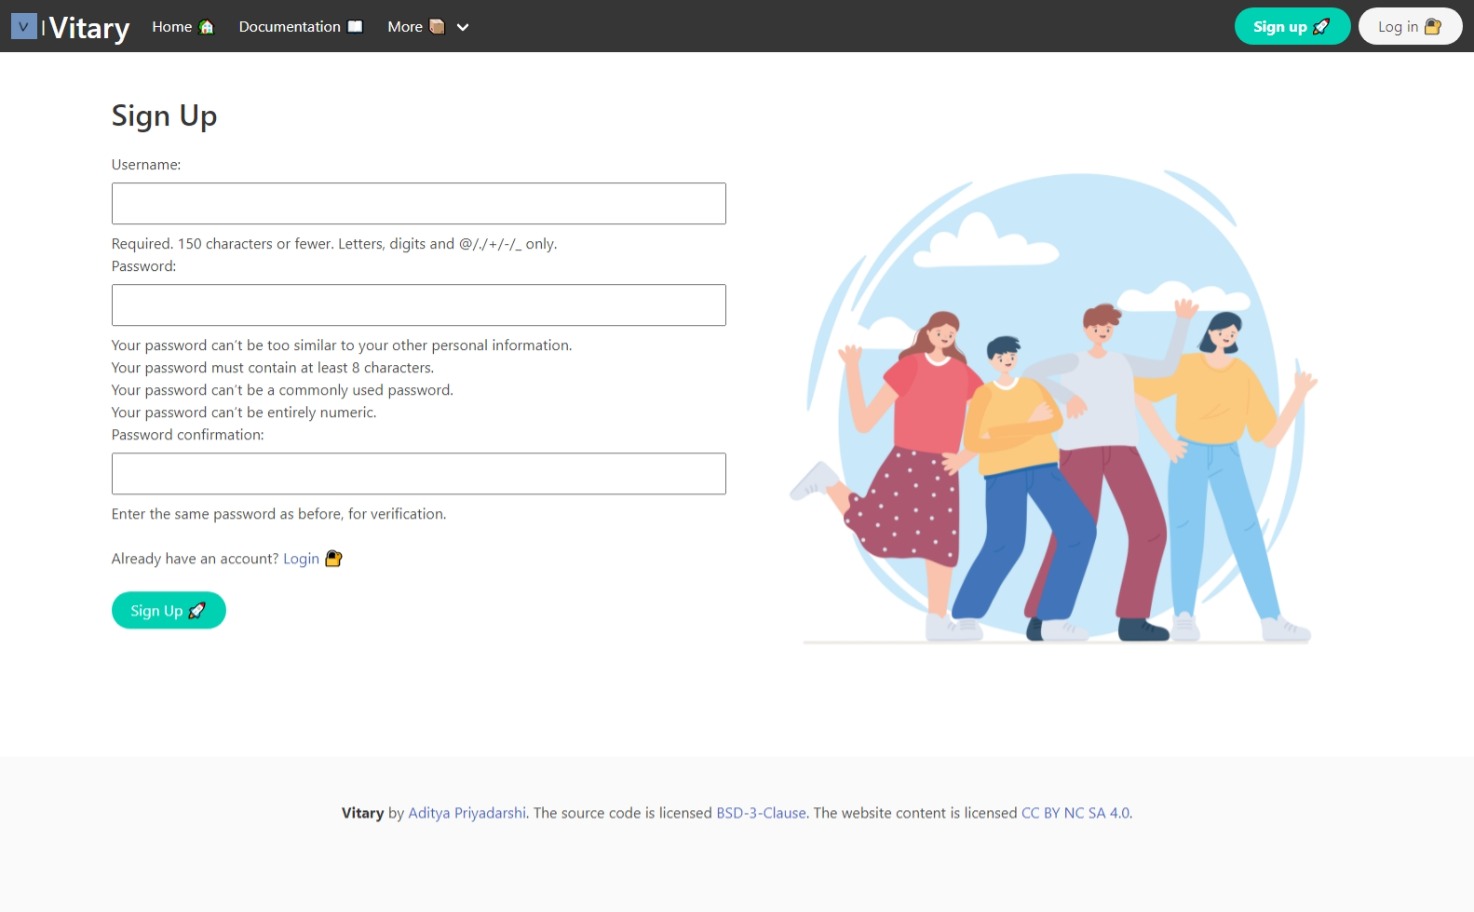 V | Vitary Home Documentation More Sign up Log in
Sign Up
Username:
Required. 150 characters or fewer. Letters, digits and @/./+/-/_ only.
Password:
Your password can't be too similar to your other personal information.
Your password must contain at least 8 characters.
Your password can't be a commonly used password.
Your password can't be entirely numeric.
Password confirmation:
Enter the same password as before, for verification.
Already have an account? Login
Sign Up
Vitary by Aditya Priyadarshi. The source code is licensed BSD-3-Clause. The website content is licensed CC BY NC SA 4.0.